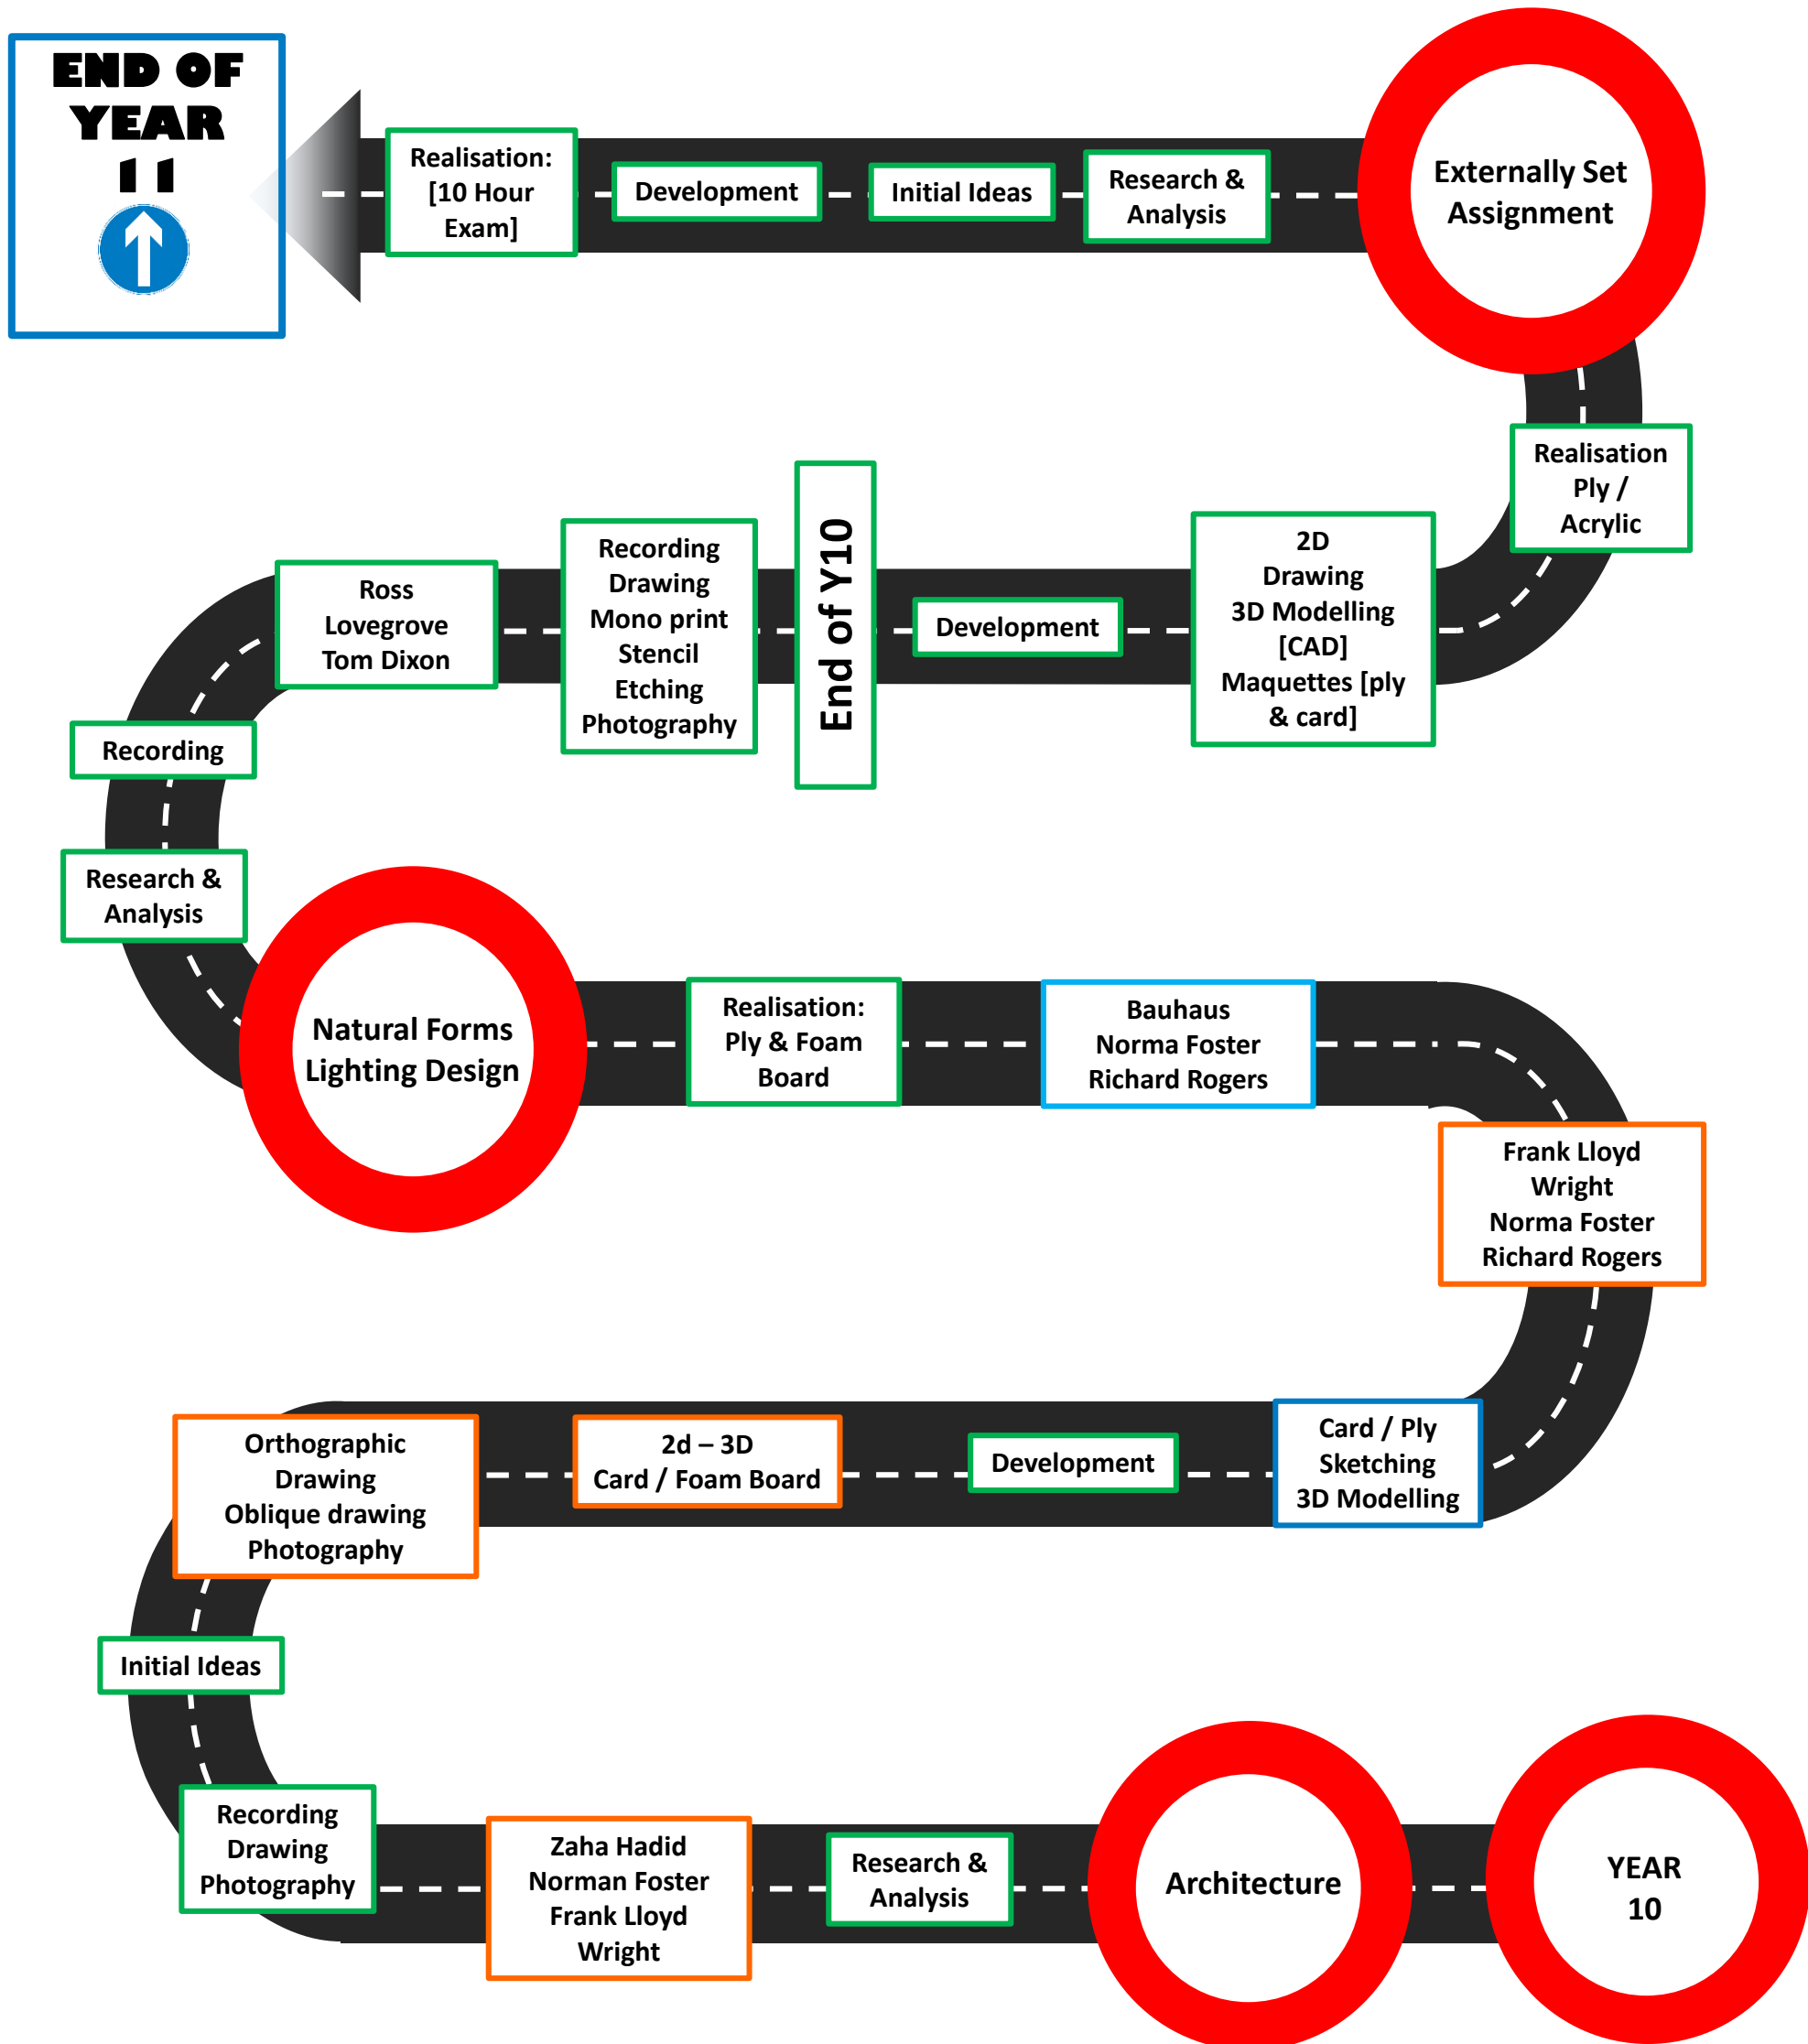 END OF
YEAR
11
Realisation:
[10 Hour
Exam]
Development
Initial Ideas
Research &
Analysis
Externally Set
Assignment
Realisation
Ply /
Acrylic
Ross
Lovegrove
Tom Dixon
Recording
Drawing
Mono print
Stencil
Etching
Photography
End of Y10
Development
2D
Drawing
3D Modelling
[CAD]
Maquettes [ply
& card]
Recording
Research &
Analysis
Natural Forms
Lighting Design
Realisation:
Ply & Foam
Board
Bauhaus
Norma Foster
Richard Rogers
Frank Lloyd
Wright
Norma Foster
Richard Rogers
Orthographic
Drawing
Oblique drawing
Photography
2d – 3D
Card / Foam Board
Development
Card / Ply
Sketching
3D Modelling
Initial Ideas
Recording
Drawing
Photography
Zaha Hadid
Norman Foster
Frank Lloyd
Wright
Research &
Analysis
Architecture
YEAR
10